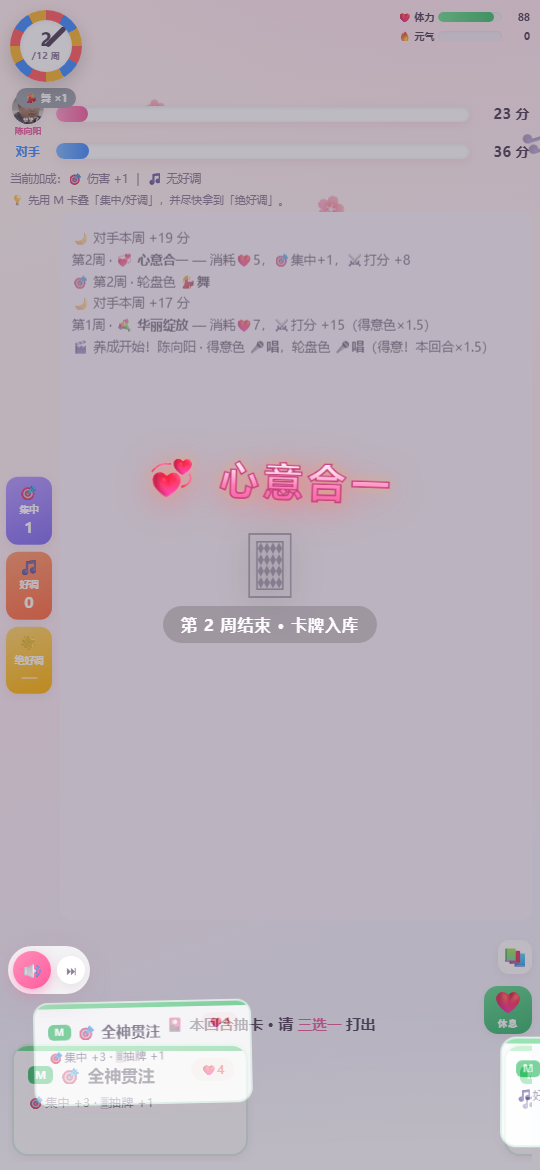 2
/12 周
体力 88
元气 0
舞 ×1
陈向阳
23 分
对手
36 分
当前加成： 伤害 +1 | 无好调
先用 M 卡叠「集中/好调」，并尽快拿到「绝好调」。
对手本周 +19 分
第2周 · 心意合一 — 消耗 5， 集中+1， 打分 +8
第2周 · 轮盘色 舞
对手本周 +17 分
第1周 · 华丽绽放 — 消耗 7， 打分 +15（得意色×1.5）
养成开始！陈向阳 · 得意色 唱，轮盘色 唱（得意！本回合×1.5）
心意合一
第 2 周结束 · 卡牌入库
集中
1
好调
0
绝好调
—
休息
本回合抽卡 · 请 三选一 打出
M 全神贯注
集中 +3 · 抽牌 +1
M 全神贯注 4
集中 +3 · 抽牌 +1
M